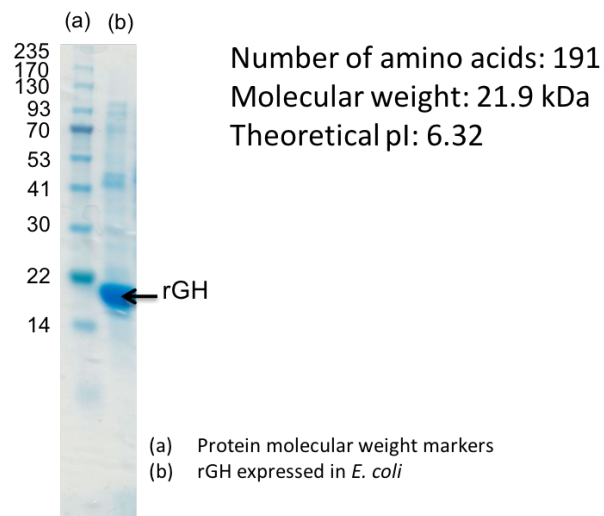 (a) (b)
235
170
130
93
70
53
41
30
22
14
Number of amino acids: 191
Molecular weight: 21.9 kDa
Theoretical pI: 6.32
rGH
(a) Protein molecular weight markers
(b) rGH expressed in E. coli